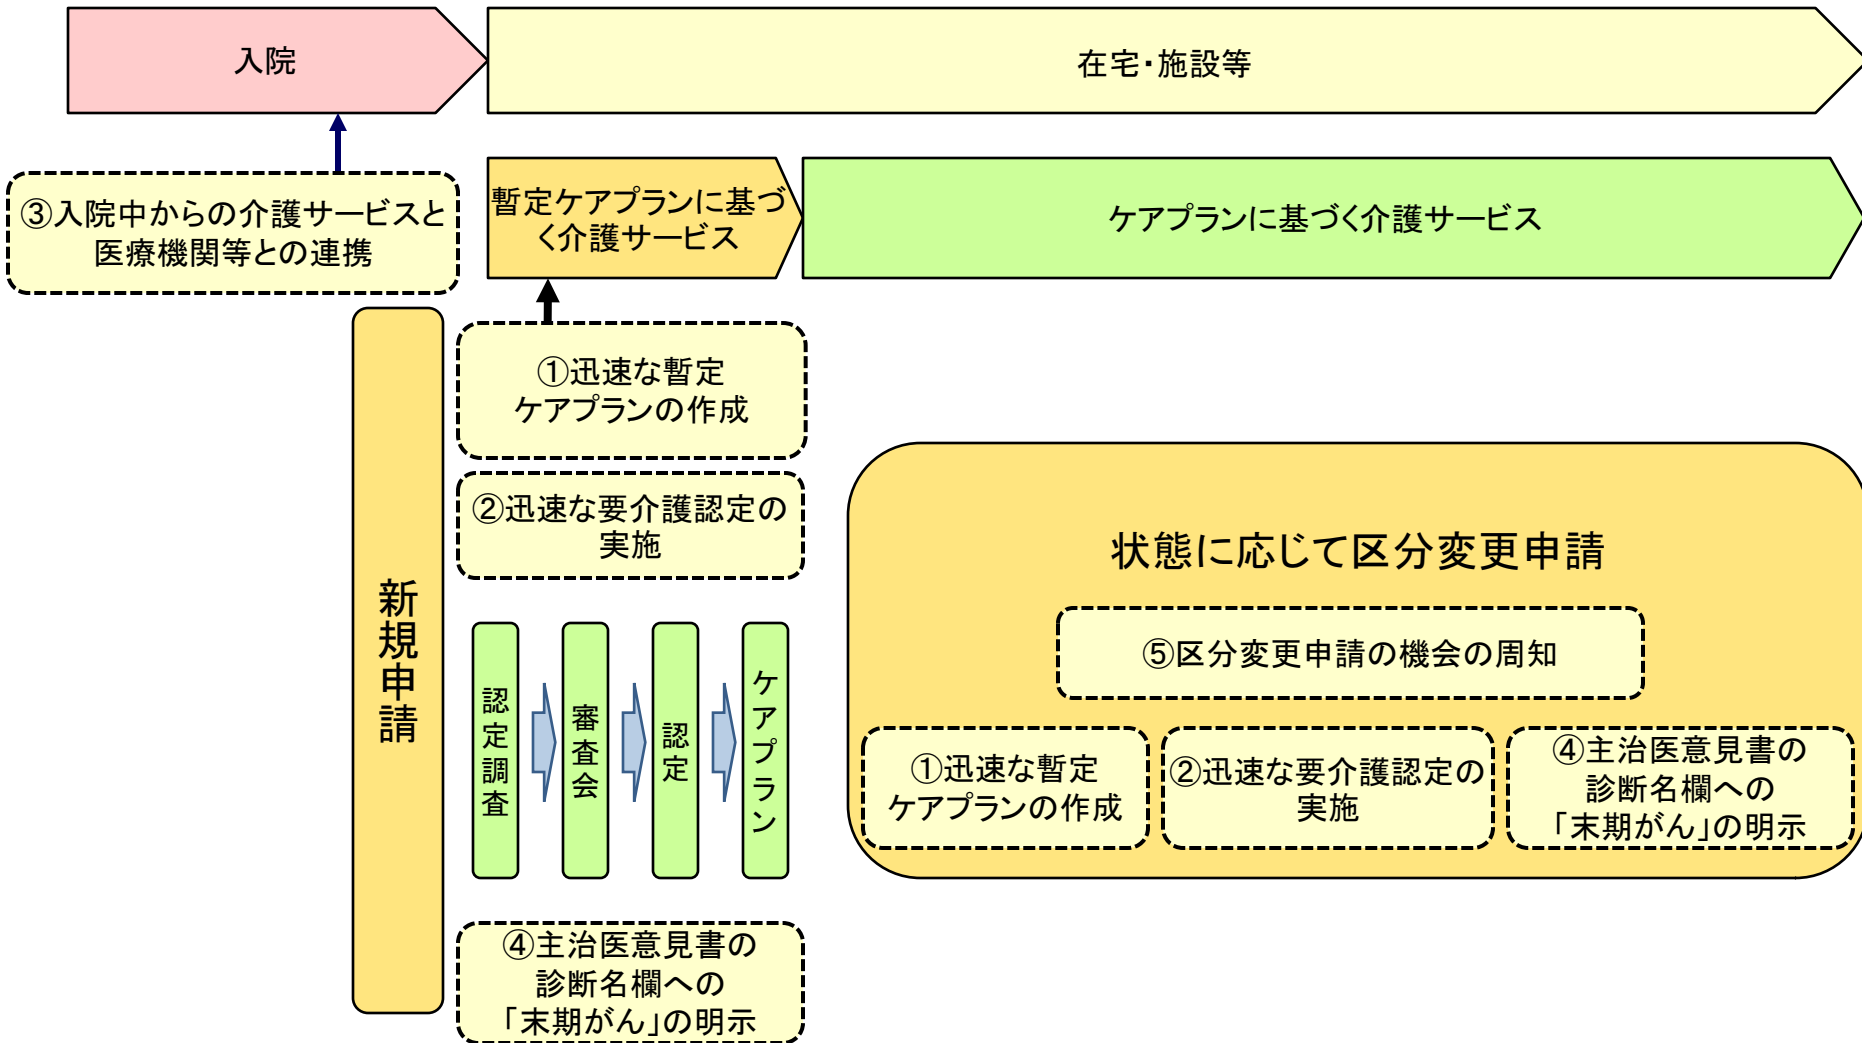 入院
在宅・施設等
③入院中からの介護サービスと
医療機関等との連携
暫定ケアプランに基づ
く介護サービス
ケアプランに基づく介護サービス
新規申請
①迅速な暫定
ケアプランの作成
②迅速な要介護認定の
実施
認定調査
審査会
認定
ケアプラン
④主治医意見書の
診断名欄への
「末期がん」の明示
状態に応じて区分変更申請
⑤区分変更申請の機会の周知
①迅速な暫定
ケアプランの作成
②迅速な要介護認定の
実施
④主治医意見書の
診断名欄への
「末期がん」の明示